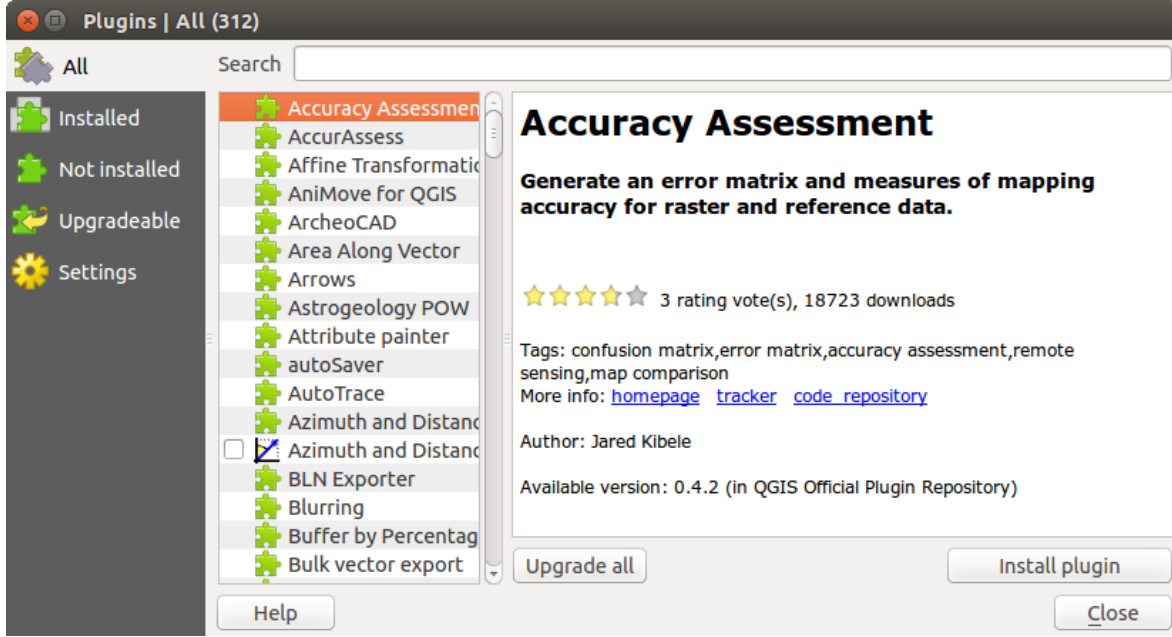 Plugins | All (312)
All
Installed
Not installed
Upgradeable
Settings
Search
Accuracy Assessmen
AccurAssess
Affine Transformatio
AniMove for QGIS
ArcheoCAD
Area Along Vector
Arrows
Astrogeology POW
Attribute painter
autoSaver
AutoTrace
Azimuth and Distanc
Azimuth and Distanc
BLN Exporter
Blurring
Buffer by Percentag
Bulk vector export
Accuracy Assessment
Generate an error matrix and measures of mapping
accuracy for raster and reference data.
3 rating vote(s), 18723 downloads
Tags: confusion matrix,error matrix,accuracy assessment,remote
sensing,map comparison
More info: homepage tracker code_repository
Author: Jared Kibele
Available version: 0.4.2 (in QGIS Official Plugin Repository)
Upgrade all
Install plugin
Help
Close